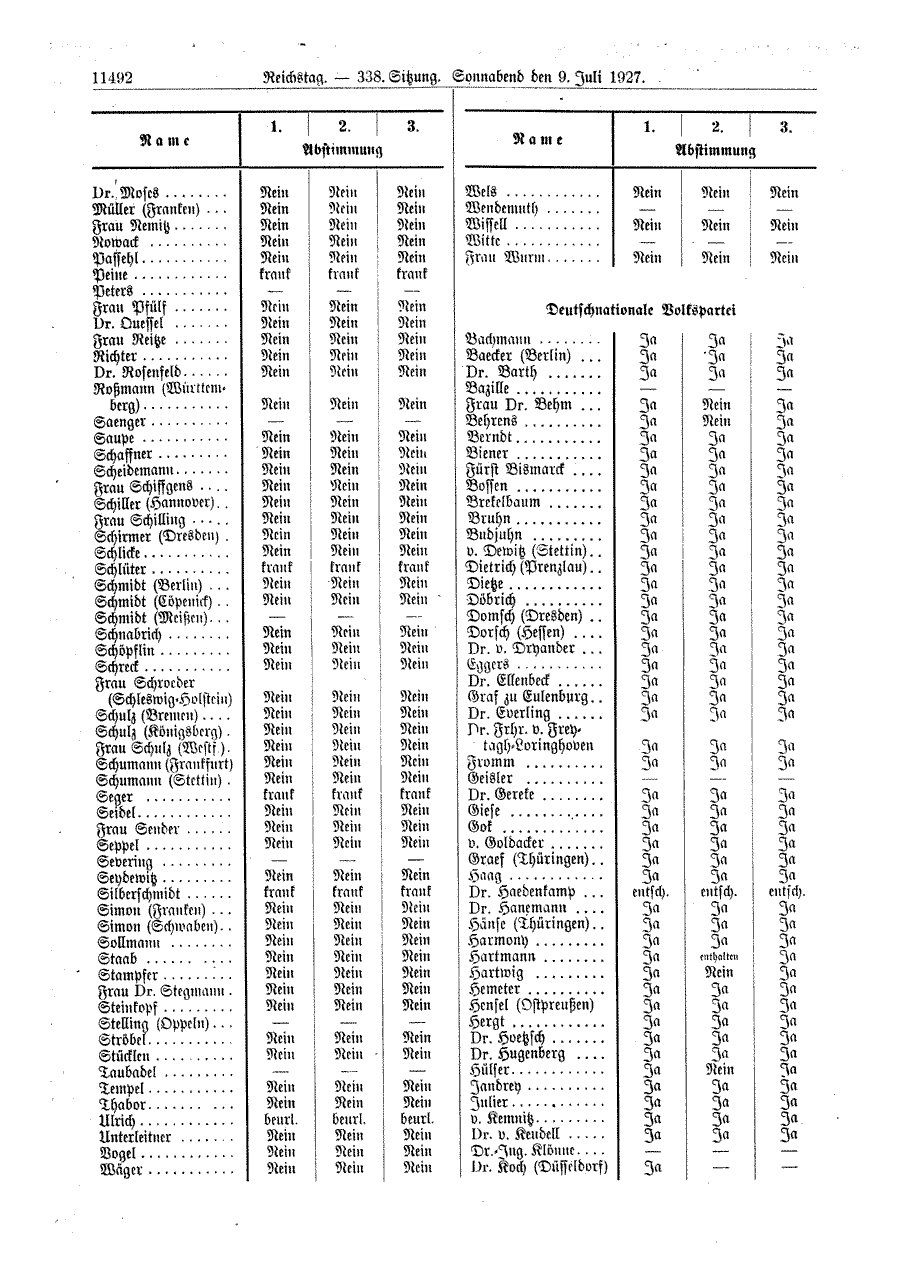 11492 Reichstag. — 338. Sitzung. Sonnabend den 9. Juli 1927.
Name 1. 2. 3.
Abstimmung
Dr. Moses ........ Nein Nein Nein
Müller (Franken) ... Nein Nein Nein
Frau Nemitz ....... Nein Nein Nein
Nowack .......... Nein Nein Nein
Passehl ........... Nein Nein Nein
Peine ............ krank krank krank
Peters ........... — — —
Frau Pfülf ....... Nein Nein Nein
Dr. Quessel ....... Nein Nein Nein
Frau Reitze ....... Nein Nein Nein
Richter ........... Nein Nein Nein
Dr. Rosenfeld ...... Nein Nein Nein
Roßmann (Württem-
berg) ........... Nein Nein Nein
Saenger .......... — — —
Saupe ........... Nein Nein Nein
Schaffner ......... Nein Nein Nein
Scheidemann ....... Nein Nein Nein
Frau Schiffgens .... Nein Nein Nein
Schiller (Hannover) .. Nein Nein Nein
Frau Schilling ..... Nein Nein Nein
Schirmer (Dresden) . Nein Nein Nein
Schlicke ........... Nein Nein Nein
Schlüter .......... krank krank krank
Schmidt (Berlin) ... Nein Nein Nein
Schmidt (Cöpenick) .. Nein Nein Nein
Schmidt (Meißen) ... — — —
Schnabrich ........ Nein Nein Nein
Schöpflin ......... Nein Nein Nein
Schreck ........... Nein Nein Nein
Frau Schroeder
(Schleswig-Holstein) Nein Nein Nein
Schulz (Bremen) .... Nein Nein Nein
Schulz (Königsberg) . Nein Nein Nein
Frau Schulz (Westf.) . Nein Nein Nein
Schumann (Frankfurt) Nein Nein Nein
Schumann (Stettin) . Nein Nein Nein
Seger ........... krank krank krank
Seidel ............ Nein Nein Nein
Frau Sender ...... Nein Nein Nein
Seppel ........... Nein Nein Nein
Severing ......... — — —
Seydewitz ......... Nein Nein Nein
Silberschmidt ...... krank krank krank
Simon (Franken) ... Nein Nein Nein
Simon (Schwaben) .. Nein Nein Nein
Sollmann ........ Nein Nein Nein
Staab ........... Nein Nein Nein
Stampfer ......... Nein Nein Nein
Frau Dr. Stegmann . Nein Nein Nein
Steinkopf ......... Nein Nein Nein
Stelling (Oppeln) ... — — —
Ströbel ........... Nein Nein Nein
Stücklen .......... Nein Nein Nein
Taubadel ......... — — —
Tempel ........... Nein Nein Nein
Thabor ........... Nein Nein Nein
Ulrich ............ beurl. beurl. beurl.
Unterleitner ....... Nein Nein Nein
Vogel ............ Nein Nein Nein
Wäger ........... Nein Nein Nein
Name 1. 2. 3.
Abstimmung
Wels ............ Nein Nein Nein
Wendemuth ....... — — —
Wissell ........... Nein Nein Nein
Witte ............ — — —
Frau Wurm ....... Nein Nein Nein
Deutschnationale Volkspartei
Bachmann ........ Ja Ja Ja
Baecker (Berlin) ... Ja Ja Ja
Dr. Barth ....... Ja Ja Ja
Bazille ........... — — —
Frau Dr. Behm ... Ja Nein Ja
Behrens .......... Ja Nein Ja
Berndt ........... Ja Ja Ja
Biener ........... Ja Ja Ja
Fürst Bismarck .... Ja Ja Ja
Bossen ........... Ja Ja Ja
Brekelbaum ....... Ja Ja Ja
Bruhn ........... Ja Ja Ja
Budjuhn .......... Ja Ja Ja
v. Dewitz (Stettin) .. Ja Ja Ja
Dietrich (Prenzlau) .. Ja Ja Ja
Dietze ............ Ja Ja Ja
Döbrich .......... Ja Ja Ja
Domsch (Dresden) .. Ja Ja Ja
Dorsch (Hessen) .... Ja Ja Ja
Dr. v. Dryander ... Ja Ja Ja
Eggers ........... Ja Ja Ja
Dr. Ellenbeck ...... Ja Ja Ja
Graf zu Eulenburg .. Ja Ja Ja
Dr. Everling ...... Ja Ja Ja
Dr. Frhr. v. Frey-
tagh-Loringhoven Ja Ja Ja
Fromm .......... Ja Ja Ja
Geisler .......... — — —
Dr. Gereke ........ Ja Ja Ja
Giese ............ Ja Ja Ja
Gok ............. Ja Ja Ja
v. Goldacker ....... Ja Ja Ja
Graef (Thüringen) .. Ja Ja Ja
Haag ............ Ja Ja Ja
Dr. Haedenkamp ... entsch. entsch. entsch.
Dr. Hanemann .... Ja Ja Ja
Hänse (Thüringen) .. Ja Ja Ja
Harmony ......... Ja Ja Ja
Hartmann ........ Ja enthalten Ja
Hartwig ......... Ja Nein Ja
Hemeter .......... Ja Ja Ja
Hensel (Ostpreußen) Ja Ja Ja
Hergt ............ Ja Ja Ja
Dr. Hoetzsch ....... Ja Ja Ja
Dr. Hugenberg .... Ja Ja Ja
Hülser ............ Ja Nein Ja
Jandrey .......... Ja Ja Ja
Julier ............ Ja Ja Ja
v. Kemnitz ......... Ja Ja Ja
Dr. v. Keudell ..... Ja Ja Ja
Dr.-Ing. Klönne .... — — —
Dr. Koch (Düsseldorf) Ja — —